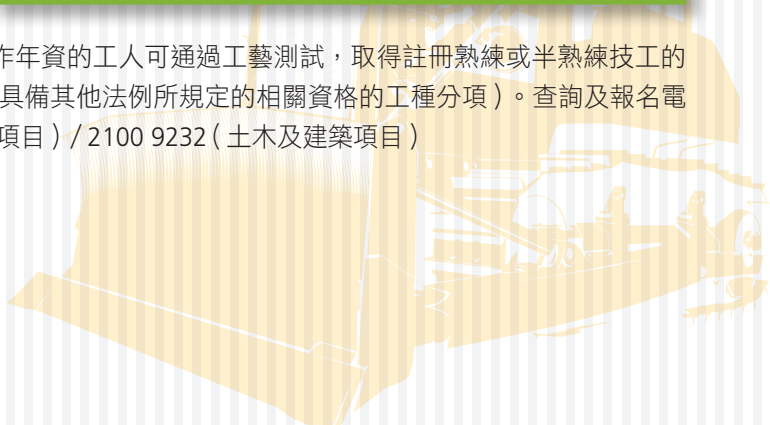 作年資的工人可通過工藝測試，取得註冊熟練或半熟練技工的
具備其他法例所規定的相關資格的工種分項)。查詢及報名電
項目) / 2100 9232 (土木及建築項目)